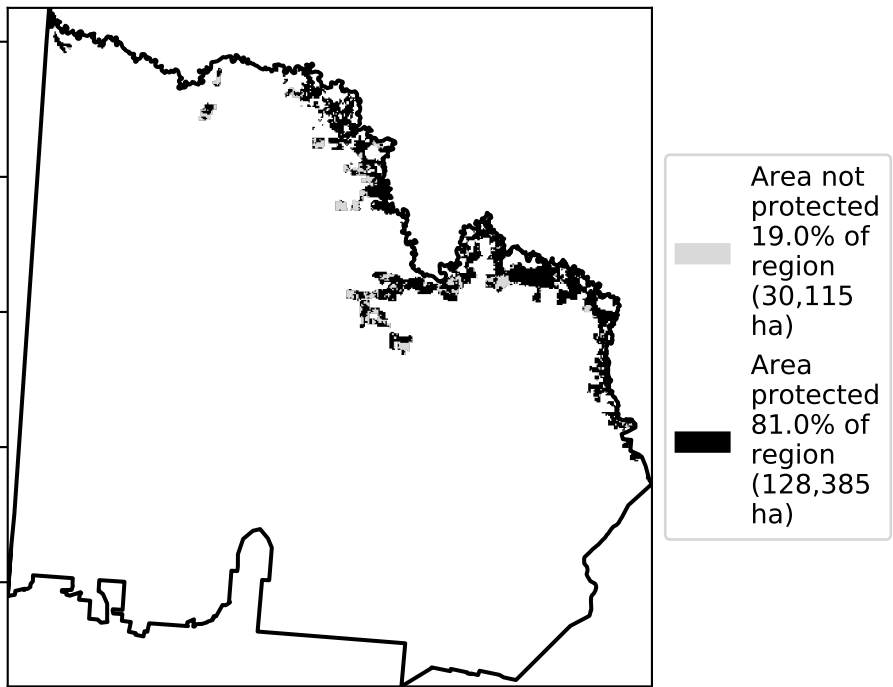 Area not
protected
19.0% of
region
(30,115
ha)
Area
protected
81.0% of
region
(128,385
ha)